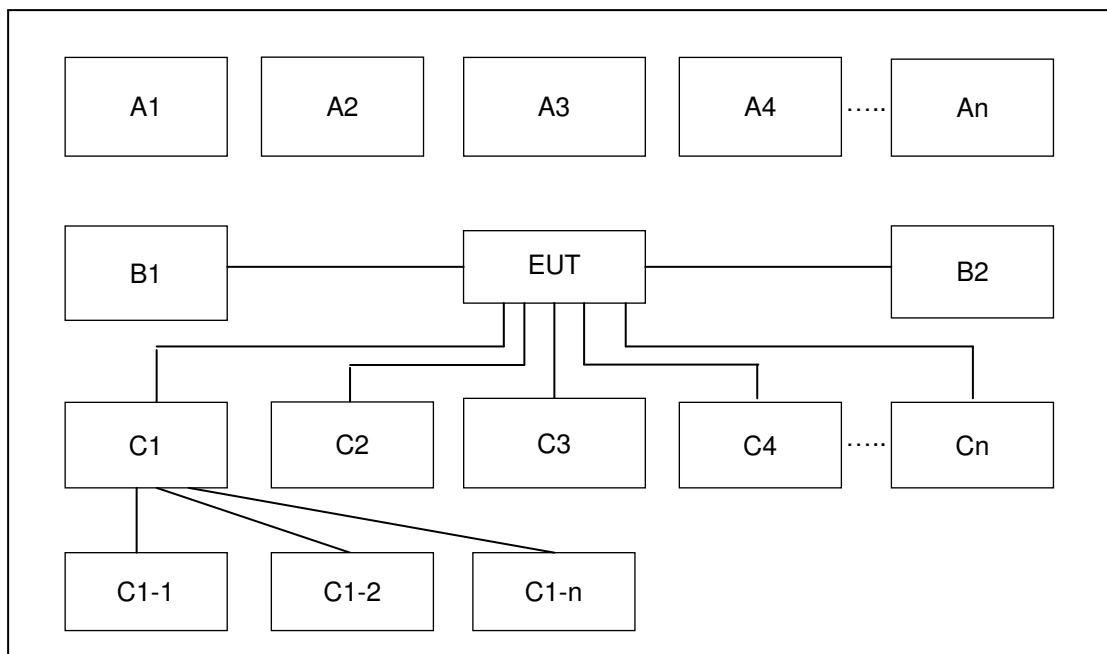 A1 A2 A3 A4 ..... An
B1 EUT B2
C1 C2 C3 C4 ..... Cn
C1-1 C1-2 C1-n